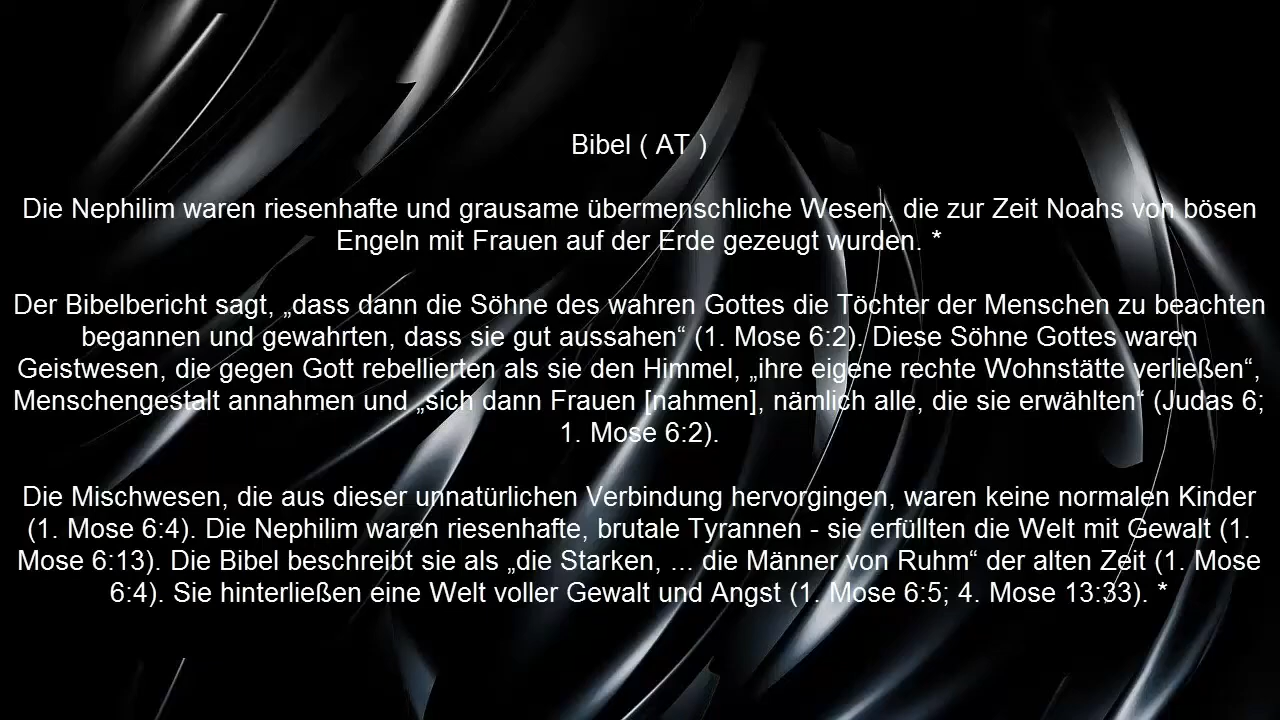 Bibel ( AT )
Die Nephilim waren riesenhafte und grausame übermenschliche Wesen, die zur Zeit Noahs von bösen
Engeln mit Frauen auf der Erde gezeugt wurden. *
Der Bibelbericht sagt, „dass dann die Söhne des wahren Gottes die Töchter der Menschen zu beachten
begannen und gewahrten, dass sie gut aussahen“ (1. Mose 6:2). Diese Söhne Gottes waren
Geistwesen, die gegen Gott rebellierten als sie den Himmel, „ihre eigene rechte Wohnstätte verließen“,
Menschengestalt annahmen und „sich dann Frauen [nahmen], nämlich alle, die sie erwählten“ (Judas 6;
1. Mose 6:2).
Die Mischwesen, die aus dieser unnatürlichen Verbindung hervorgingen, waren keine normalen Kinder
(1. Mose 6:4). Die Nephilim waren riesenhafte, brutale Tyrannen - sie erfüllten die Welt mit Gewalt (1.
Mose 6:13). Die Bibel beschreibt sie als „die Starken, ... die Männer von Ruhm“ der alten Zeit (1. Mose
6:4). Sie hinterließen eine Welt voller Gewalt und Angst (1. Mose 6:5; 4. Mose 13:33). *